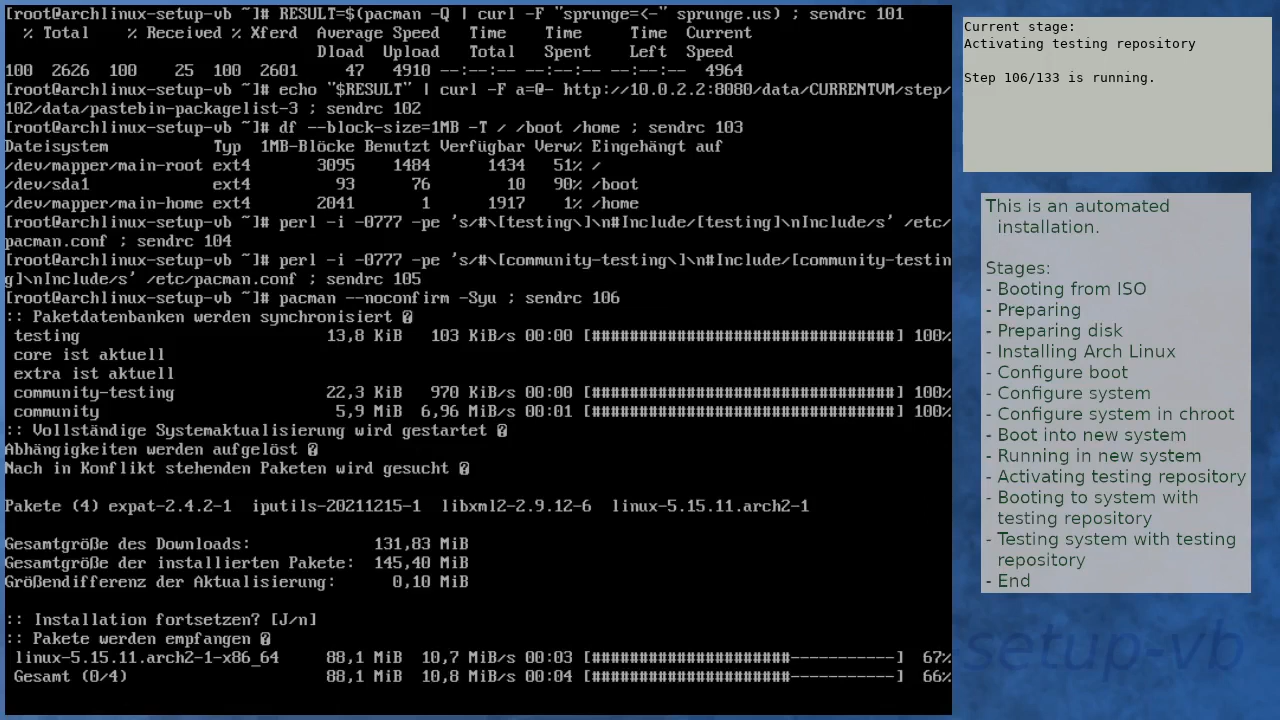 [root@archlinux-setup-vb ~]# RESULT=$(pacman -Q | curl -F "sprunge=<-" sprunge.us) ; sendrc 101
% Total % Received % Xferd Average Speed Time Time Time Current
Dload Upload Total Spent Left Speed
100 2626 100 25 100 2601 47 4910 --:--:-- --:--:-- --:--:-- 4964
[root@archlinux-setup-vb ~]# echo "$RESULT" | curl -F a=@- http://10.0.2.2:8080/data/CURRENTVM/step/
102/data/pastebin-packagelist-3 ; sendrc 102
[root@archlinux-setup-vb ~]# df --block-size=1MB -T / /boot /home ; sendrc 103
Dateisystem Typ 1MB-Blöcke Benutzt Verfügbar Verw% Eingehängt auf
/dev/mapper/main-root ext4 3095 1484 1434 51% /
/dev/sda1 ext4 93 76 10 90% /boot
/dev/mapper/main-home ext4 2041 1 1917 1% /home
[root@archlinux-setup-vb ~]# perl -i -0777 -pe 's/#\[testing\]\n#Include/[testing]\nInclude/s' /etc/
pacman.conf ; sendrc 104
[root@archlinux-setup-vb ~]# perl -i -0777 -pe 's/#\[community-testing\]\n#Include/[community-testin
g]\nInclude/s' /etc/pacman.conf ; sendrc 105
[root@archlinux-setup-vb ~]# pacman --noconfirm -Syu ; sendrc 106
:: Paketdatenbanken werden synchronisiert �
testing 13,8 KiB 103 KiB/s 00:00 [################################] 100%
core ist aktuell
extra ist aktuell
community-testing 22,3 KiB 970 KiB/s 00:00 [################################] 100%
community 5,9 MiB 6,96 MiB/s 00:01 [################################] 100%
:: Vollständige Systemaktualisierung wird gestartet �
Abhängigkeiten werden aufgelöst �
Nach in Konflikt stehenden Paketen wird gesucht �
Pakete (4) expat-2.4.2-1 iputils-20211215-1 libxml2-2.9.12-6 linux-5.15.11.arch2-1
Gesamtgröße des Downloads: 131,83 MiB
Gesamtgröße der installierten Pakete: 145,40 MiB
Größendifferenz der Aktualisierung: 0,10 MiB
:: Installation fortsetzen? [J/n]
:: Pakete werden empfangen �
linux-5.15.11.arch2-1-x86_64 88,1 MiB 10,7 MiB/s 00:03 [#####################-----------] 67%
Gesamt (0/4) 88,1 MiB 10,8 MiB/s 00:04 [#####################-----------] 66%
Current stage:
Activating testing repository
Step 106/133 is running.
This is an automated
installation.
Stages:
- Booting from ISO
- Preparing
- Preparing disk
- Installing Arch Linux
- Configure boot
- Configure system
- Configure system in chroot
- Boot into new system
- Running in new system
- Activating testing repository
- Booting to system with
testing repository
- Testing system with testing
repository
- End
setup-vb